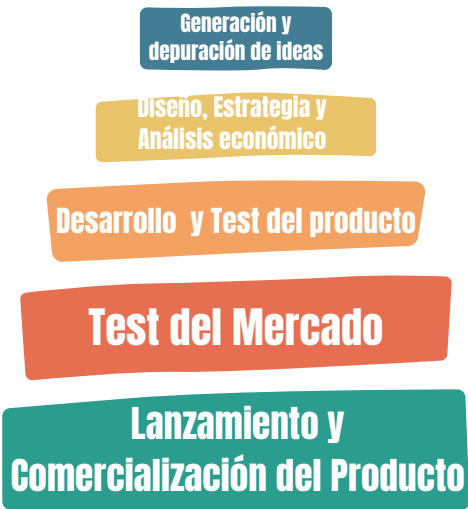 Generación y
depuración de ideas
Diseño, Estrategia y
Análisis económico
Desarrollo y Test del producto
Test del Mercado
Lanzamiento y
Comercialización del Producto